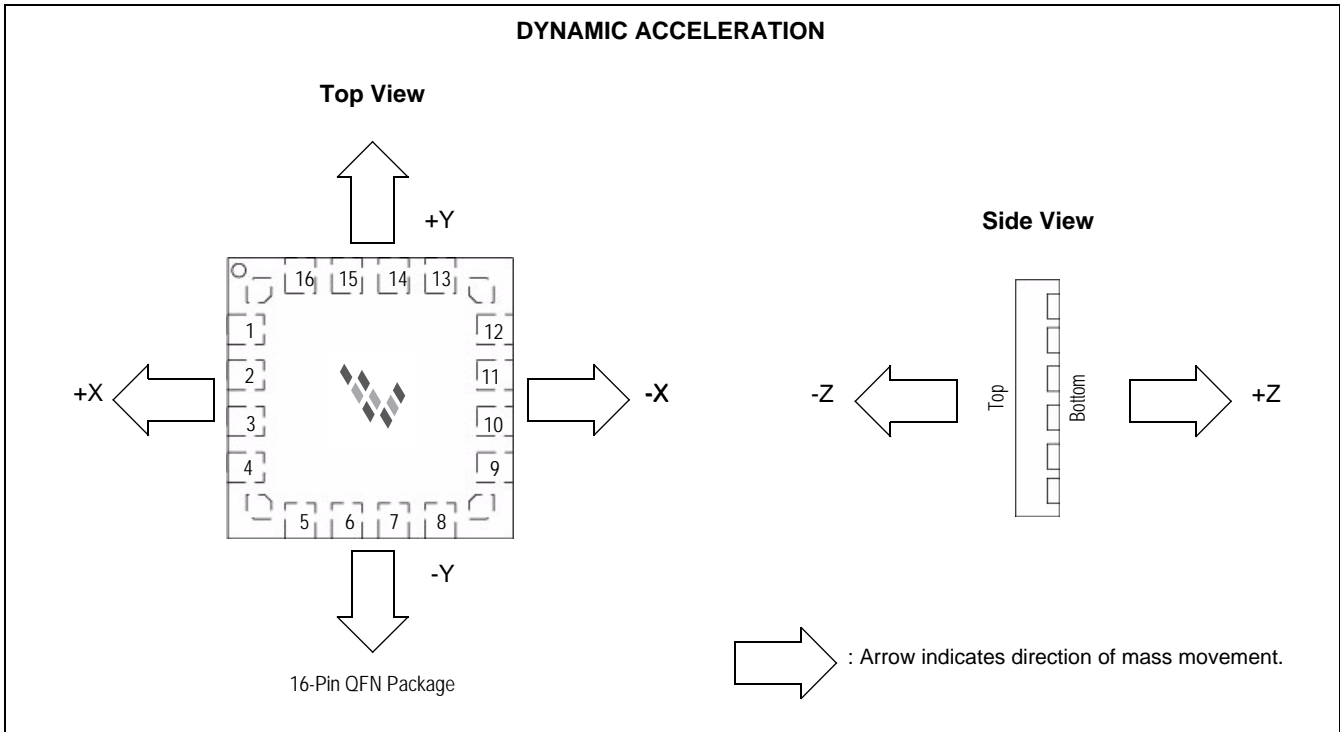 DYNAMIC ACCELERATION
Top View
+Y
Side View
16 15 14 13
1
2
3
4
12
11
10
9
5 6 7 8
+X
-X
-Y
16-Pin QFN Package
-Z
Top
Bottom
+Z
: Arrow indicates direction of mass movement.